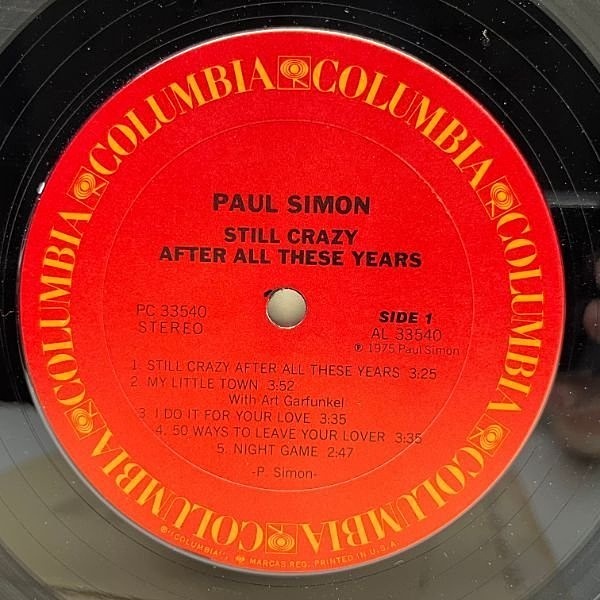 COLUMBIA COLUMBIA COLUMBIA COLUMBIA COLUMBIA COLUMBIA
PAUL SIMON
STILL CRAZY
AFTER ALL THESE YEARS
PC 33540
STEREO
SIDE 1
AL 33540
Ⓟ 1975 Paul Simon
1. STILL CRAZY AFTER ALL THESE YEARS 3:25
2. MY LITTLE TOWN 3:52
With Art Garfunkel
3. I DO IT FOR YOUR LOVE 3:35
4. 50 WAYS TO LEAVE YOUR LOVER 3:35
5. NIGHT GAME 2:47
-P. Simon-
"COLUMBIA", MARCAS REG. PRINTED IN U.S.A.